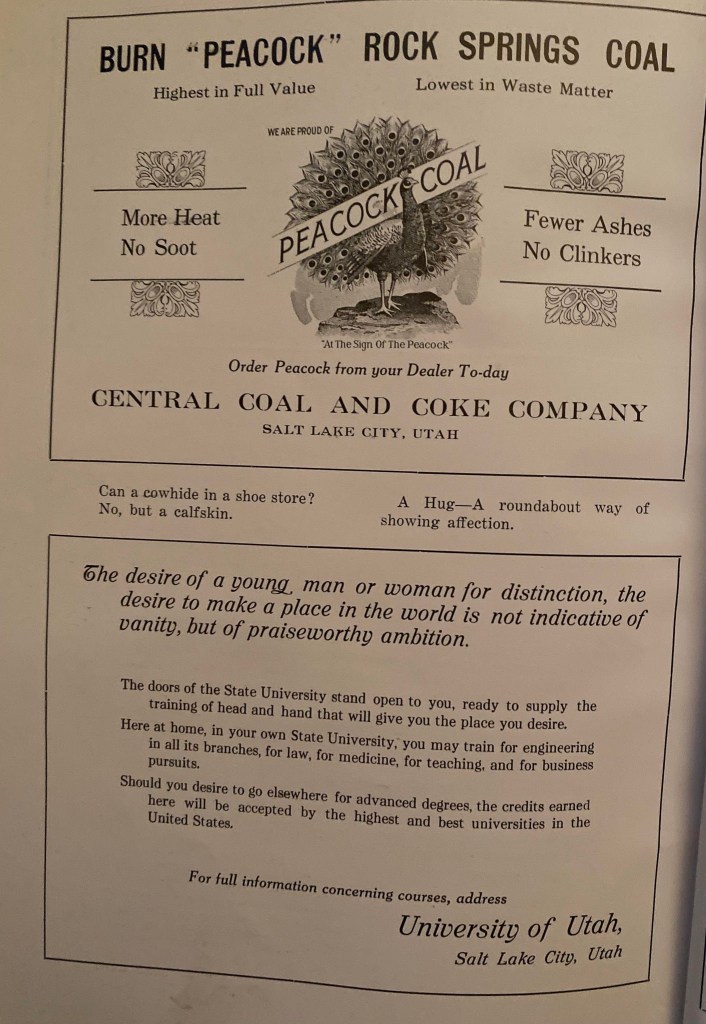 BURN "PEACOCK" ROCK SPRINGS COAL
Highest in Full Value
Lowest in Waste Matter
WE ARE PROUD OF
PEACOCK COAL
More Heat
No Soot
Fewer Ashes
No Clinkers
"At The Sign Of The Peacock"
Order Peacock from your Dealer To-day
CENTRAL COAL AND COKE COMPANY
SALT LAKE CITY, UTAH
Can a cowhide in a shoe store?
No, but a calfskin.
A Hug—A roundabout way of
showing affection.
The desire of a young man or woman for distinction, the
desire to make a place in the world is not indicative of
vanity, but of praiseworthy ambition.
The doors of the State University stand open to you, ready to supply the
training of head and hand that will give you the place you desire.
Here at home, in your own State University, you may train for engineering
in all its branches, for law, for medicine, for teaching, and for business
pursuits.
Should you desire to go elsewhere for advanced degrees, the credits earned
here will be accepted by the highest and best universities in the
United States.
For full information concerning courses, address
University of Utah,
Salt Lake City, Utah